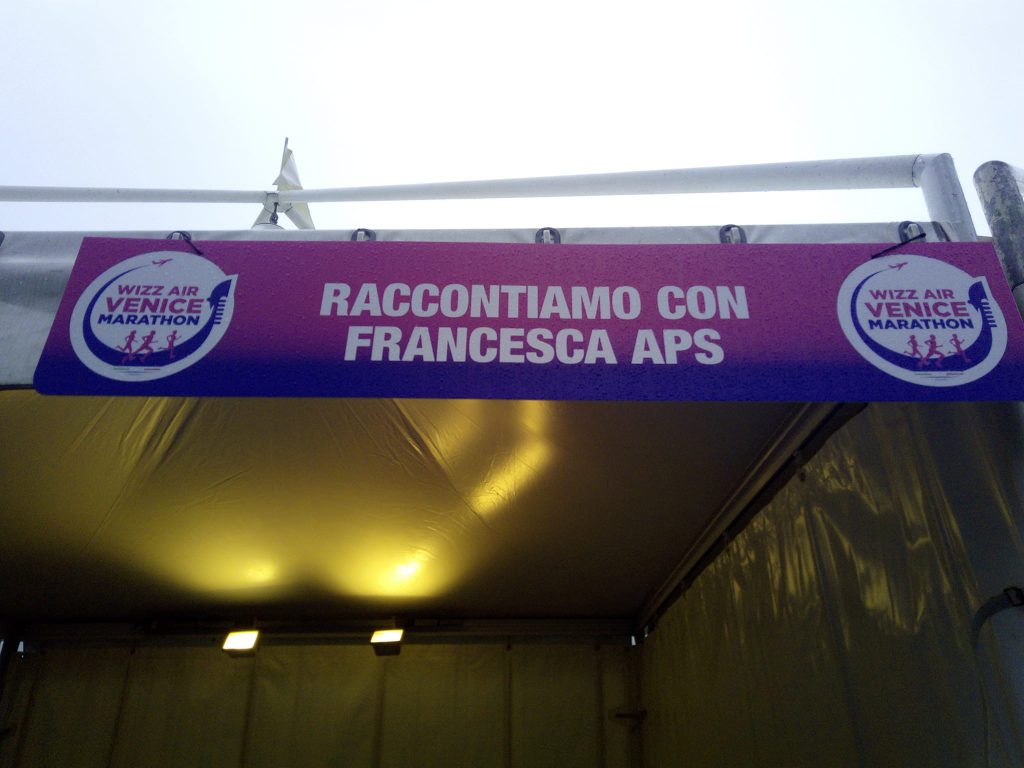 WIZZ AIR
VENICE
MARATHON
RACCONTIAMO CON
FRANCESCA APS
WIZZ AIR
VENICE
MARATHON